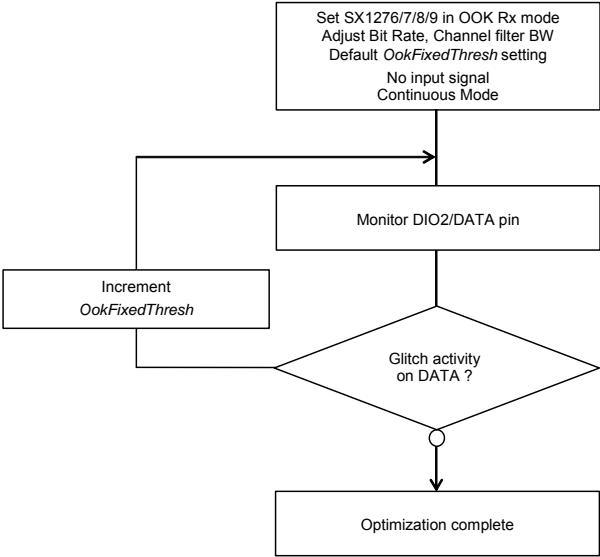 Set SX1276/7/8/9 in OOK Rx mode
Adjust Bit Rate, Channel filter BW
Default OokFixedThresh setting
No input signal
Continuous Mode
Monitor DIO2/DATA pin
Increment
OokFixedThresh
Glitch activity
on DATA ?
Optimization complete